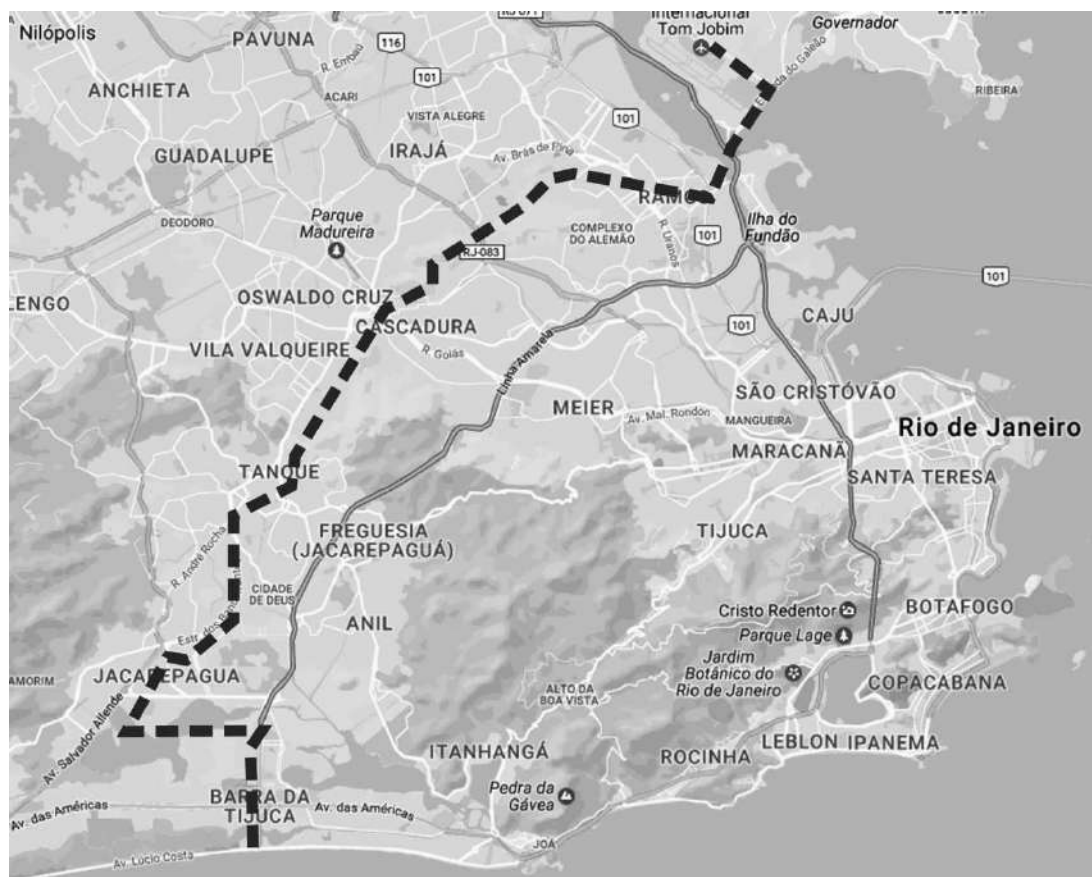 Nilópolis
PAVUNA
116
Internacional
Tom Jobim
Governador
R. Embaú
101
ANCHIETA
ACARI
RIBEIRA
VISTA ALEGRE
101
IRAJÁ
Av. Brás de Pina
GUADALUPE
DEODORO
Parque
Madureira
COMPLEXO
DO ALEMÃO
R. Uranos
101
Ilha do
Fundão
RJ-083
101
OSWALDO CRUZ
CASCADURA
CAJU
101
VILA VALQUEIRE
R. Goiás
Linha Amarela
SÃO CRISTÓVÃO
MEIER
Av. Mal. Rondon
MANGUEIRA
Rio de Janeiro
MARACANÃ
TANQUE
SANTA TERESA
FREGUESIA
(JACAREPAGUÁ)
TIJUCA
R. André Rocha
CIDADE
DE DEUS
Cristo Redentor
BOTAFOGO
ANIL
Parque Lage
Jardim
Botânico do
Rio de Janeiro
COPACABANA
JACAREPAGUA
ALTO DA
BOA VISTA
Av. Salvador Allende
ITANHANGÁ
ROCINHA
LEBLON
IPANEMA
Pedra da
Gávea
BARRA DA
TIJUCA
Av. das Américas
Av. das Américas
JOÁ
Av. Lúcio Costa